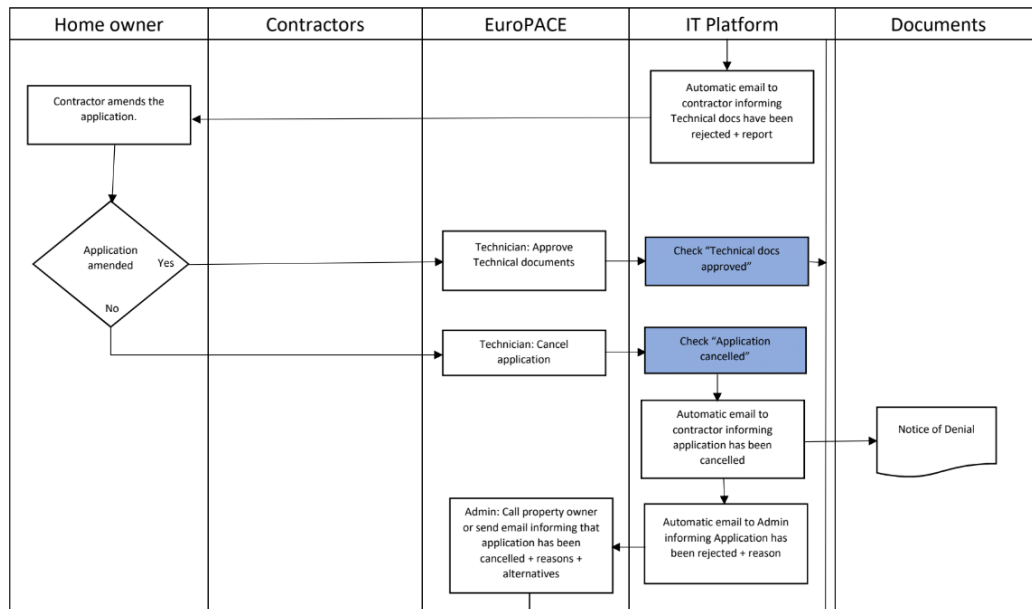 Home owner
Contractors
EuroPACE
IT Platform
Documents
Automatic email to
contractor informing
Technical docs have been
rejected + report
Contractor amends the
application.
Application
amended
Yes
No
Technician: Approve
Technical documents
Check “Technical docs
approved”
Technician: Cancel
application
Check “Application
cancelled”
Automatic email to
contractor informing
application has been
cancelled
Notice of Denial
Automatic email to Admin
informing Application has
been rejected + reason
Admin: Call property owner
or send email informing that
application has been
cancelled + reasons +
alternatives